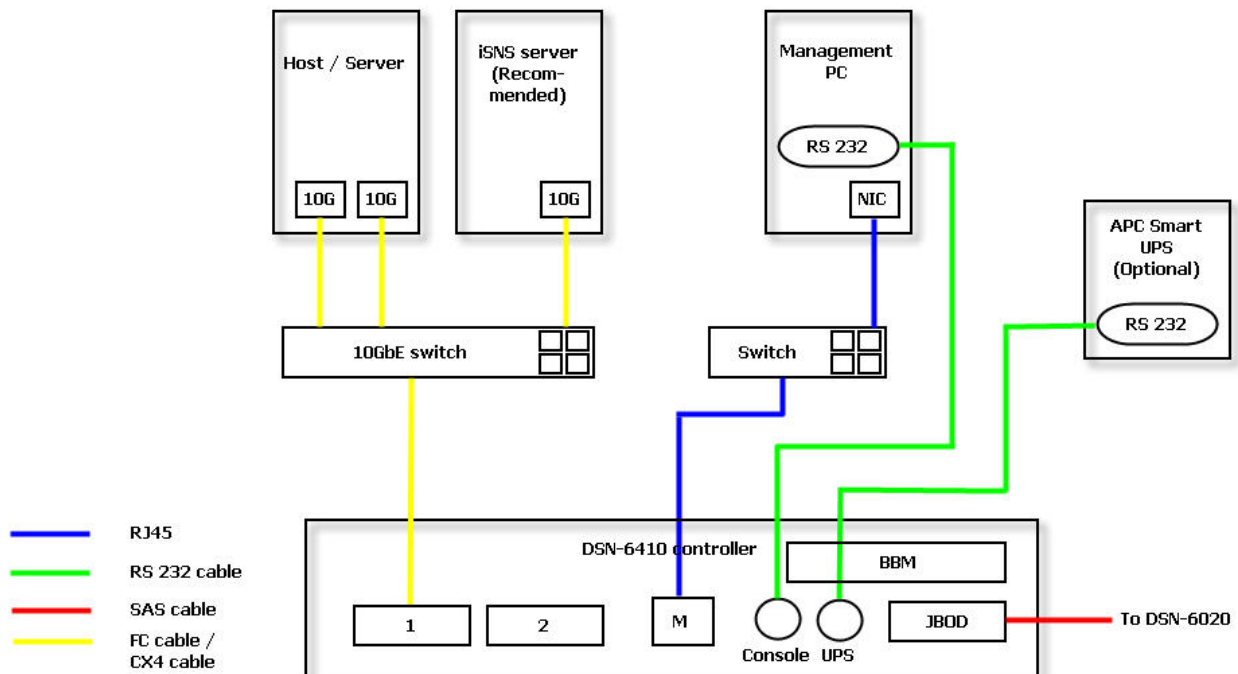 Host / Server
iSNS server
(Recom-
mended)
Management
PC
RS 232
10G
10G
10G
NIC
APC Smart
UPS
(Optional)
RS 232
10GbE switch
Switch
RJ45
RS 232 cable
SAS cable
FC cable /
CX4 cable
DSN-6410 controller
BBM
1
2
M
Console
UPS
JBOD
To DSN-6020